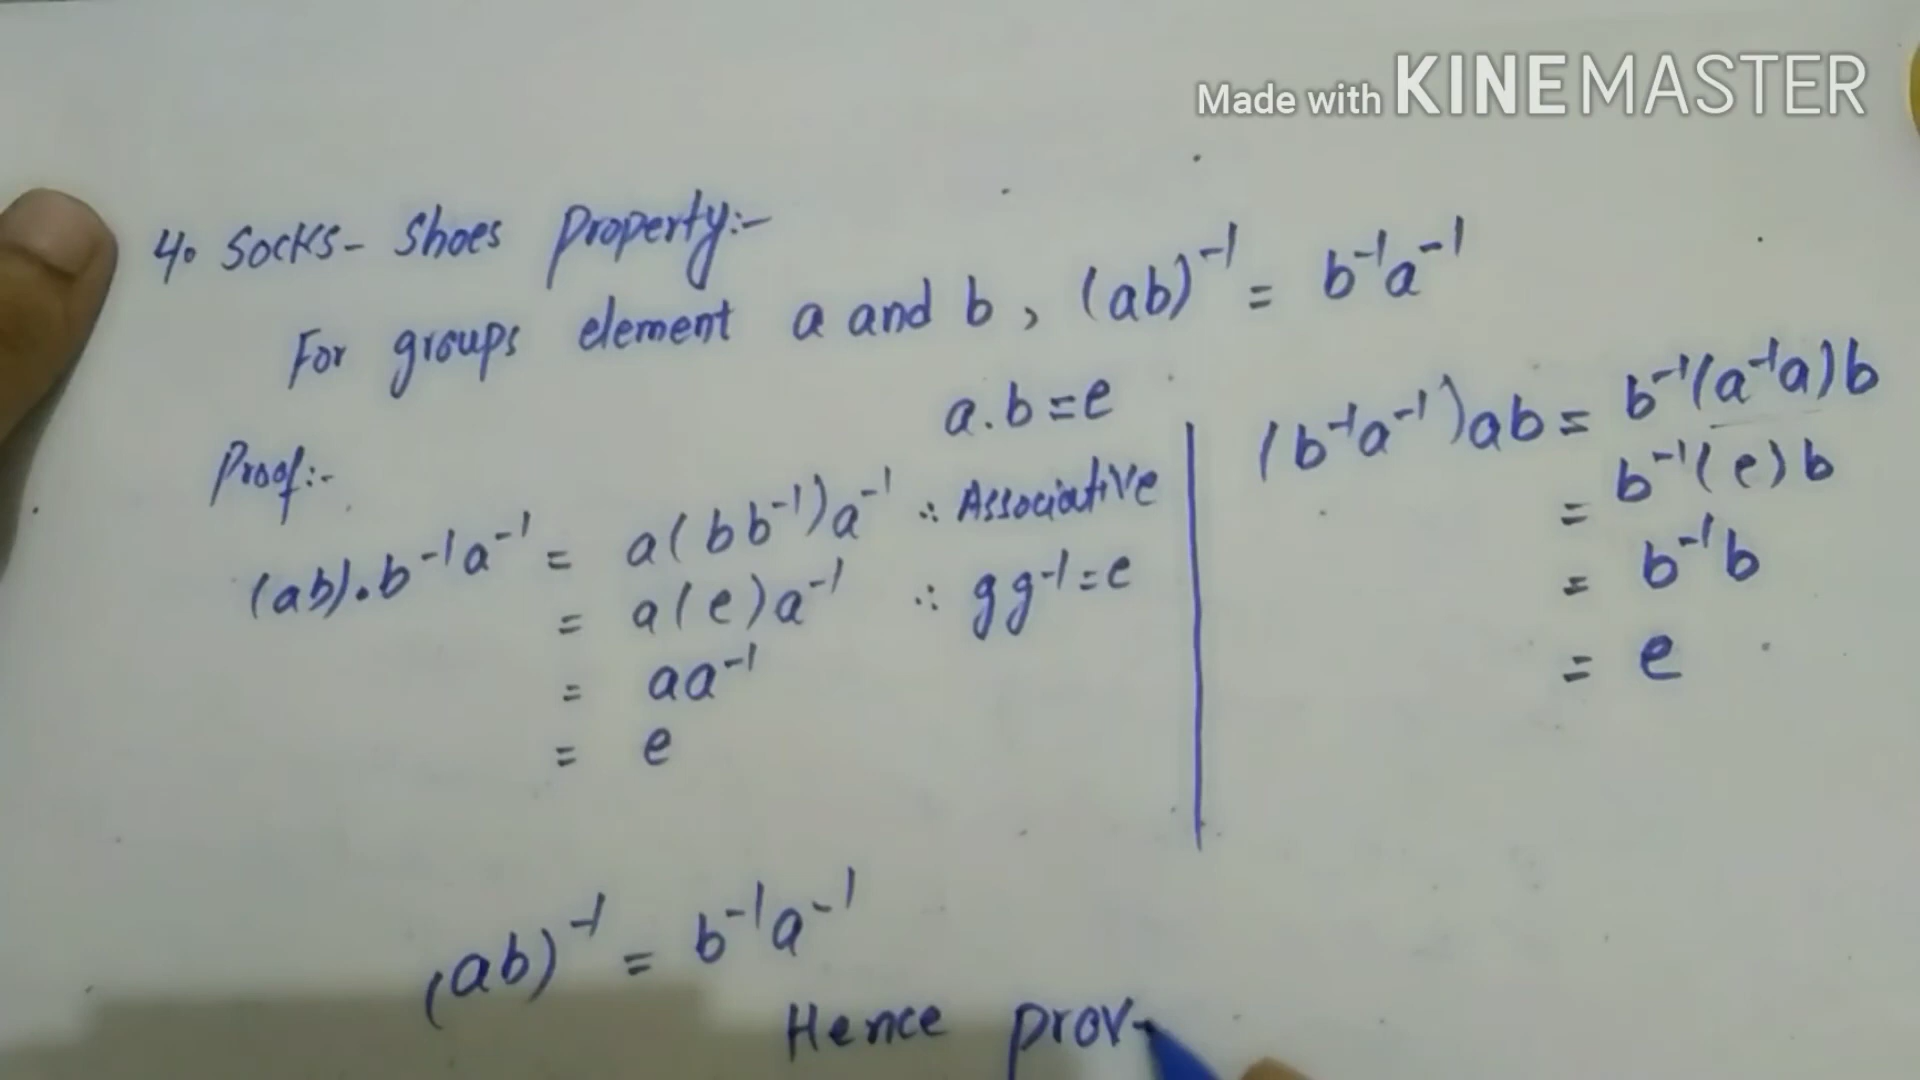 Made with KINEMASTER
4. Socks- Shoes Property:-
For groups element a and b, (ab)⁻¹ = b⁻¹a⁻¹
a.b=e
Proof:-
(ab).b⁻¹a⁻¹ = a(bb⁻¹)a⁻¹ ∴ Associative
= a(e)a⁻¹ ∴ gg⁻¹=e
= aa⁻¹
= e
(b⁻¹a⁻¹)ab = b⁻¹(a⁻¹a)b
= b⁻¹(e)b
= b⁻¹b
= e
(ab)⁻¹ = b⁻¹a⁻¹
Hence prov